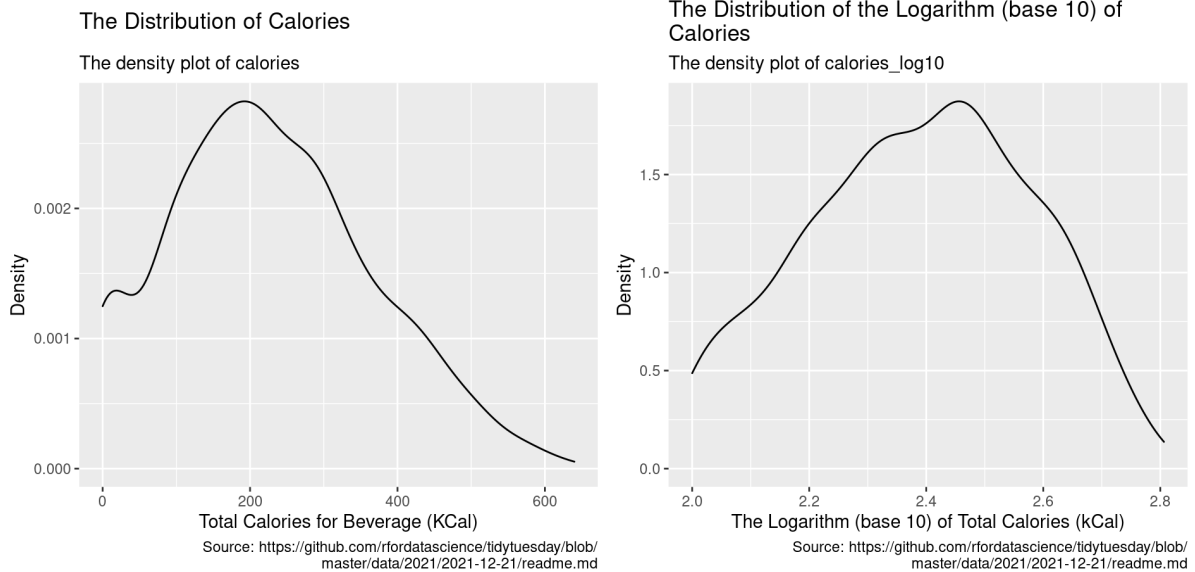 The Distribution of Calories
The density plot of calories
Density
0.002
0.001
0.000
0
200
400
600
Total Calories for Beverage (KCal)
Source: https://github.com/rfordatascience/tidytuesday/blob/
master/data/2021/2021-12-21/readme.md
The Distribution of the Logarithm (base 10) of
Calories
The density plot of calories_log10
Density
1.5
1.0
0.5
0.0
2.0
2.2
2.4
2.6
2.8
The Logarithm (base 10) of Total Calories (kCal)
Source: https://github.com/rfordatascience/tidytuesday/blob/
master/data/2021/2021-12-21/readme.md